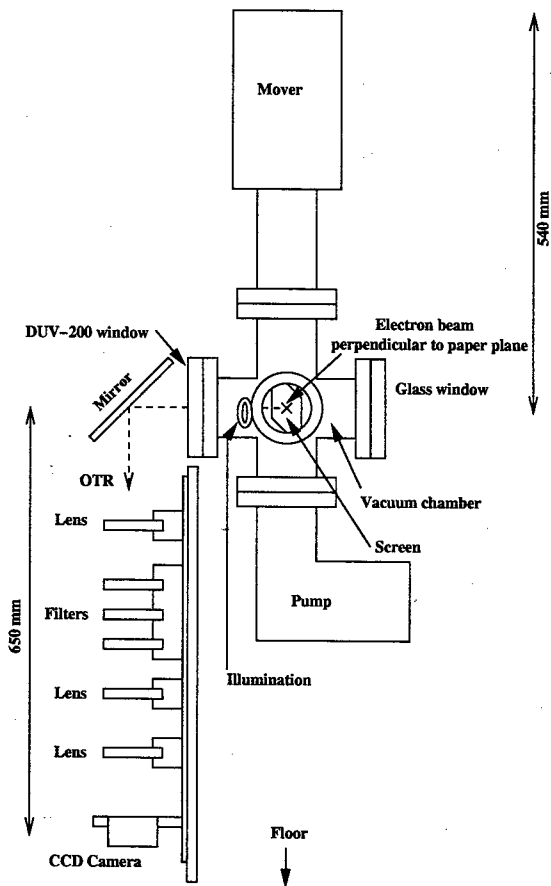 Mover
540 mm
DUV-200 window
Electron beam
perpendicular to paper plane
Mirror
Glass window
OTR
Vacuum chamber
Lens
Screen
Pump
650 mm
Filters
Illumination
Lens
Lens
Floor
CCD Camera